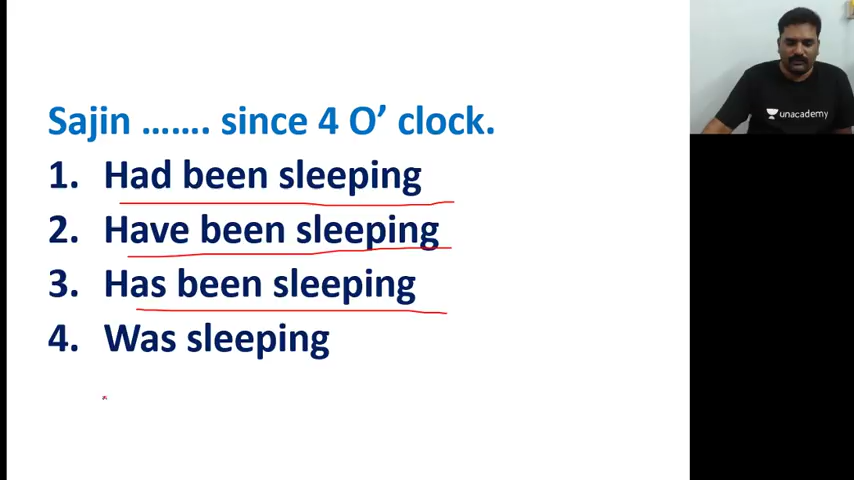 Sajin ……. since 4 O’ clock.
1. Had been sleeping
2. Have been sleeping
3. Has been sleeping
4. Was sleeping
unacademy